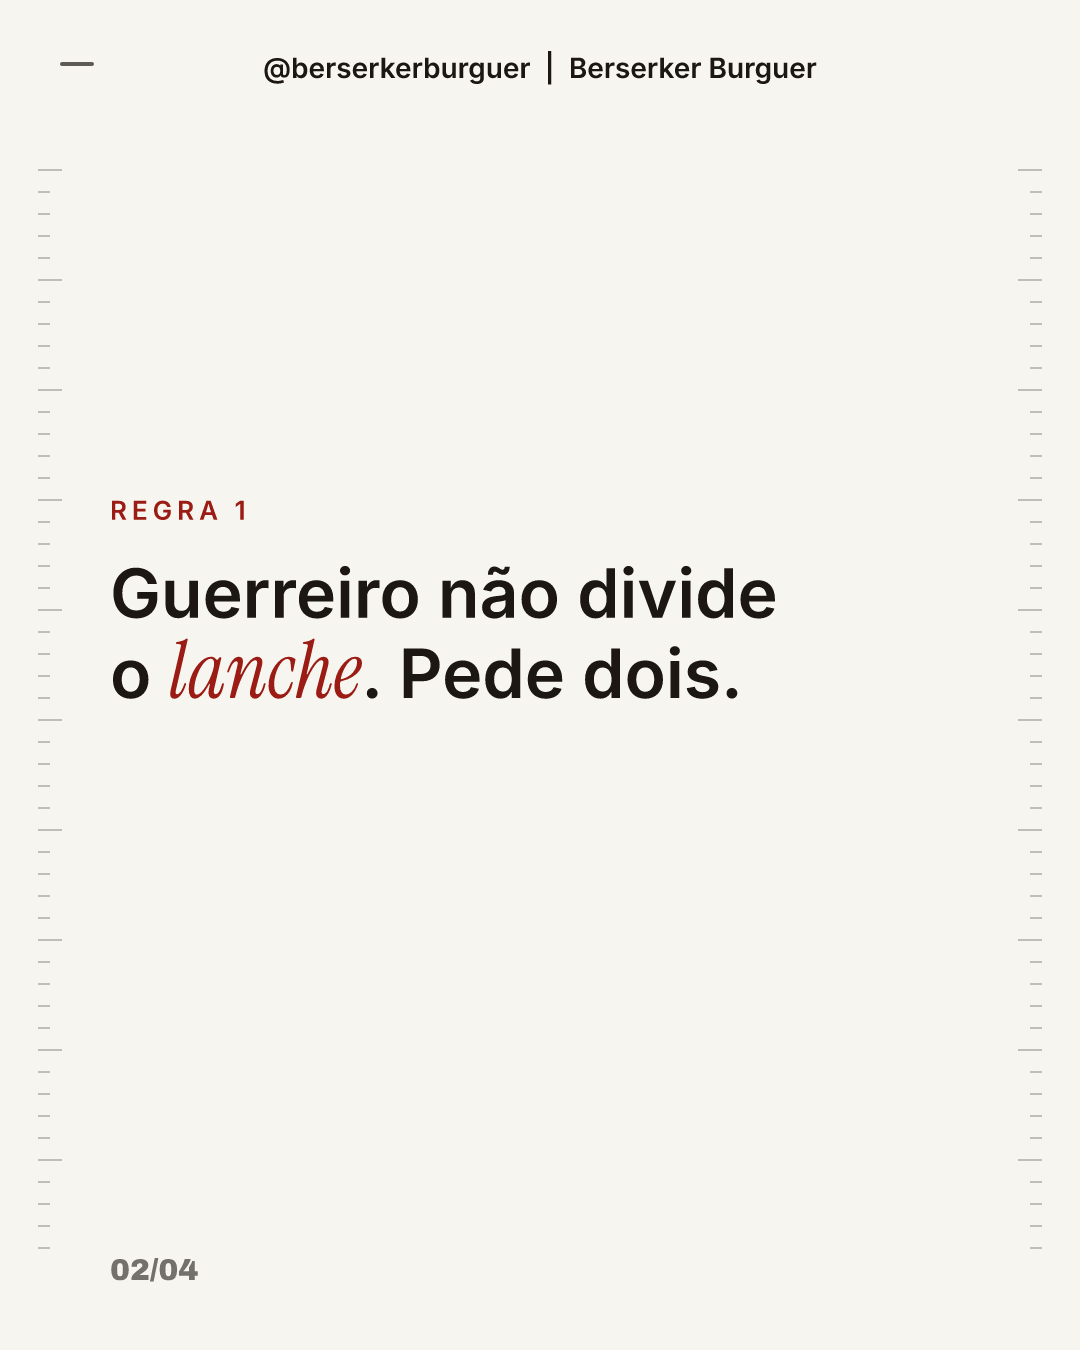 @berserkerburguer | Berserker Burguer
REGRA 1
Guerreiro não divide
o lanche. Pede dois.
02/04